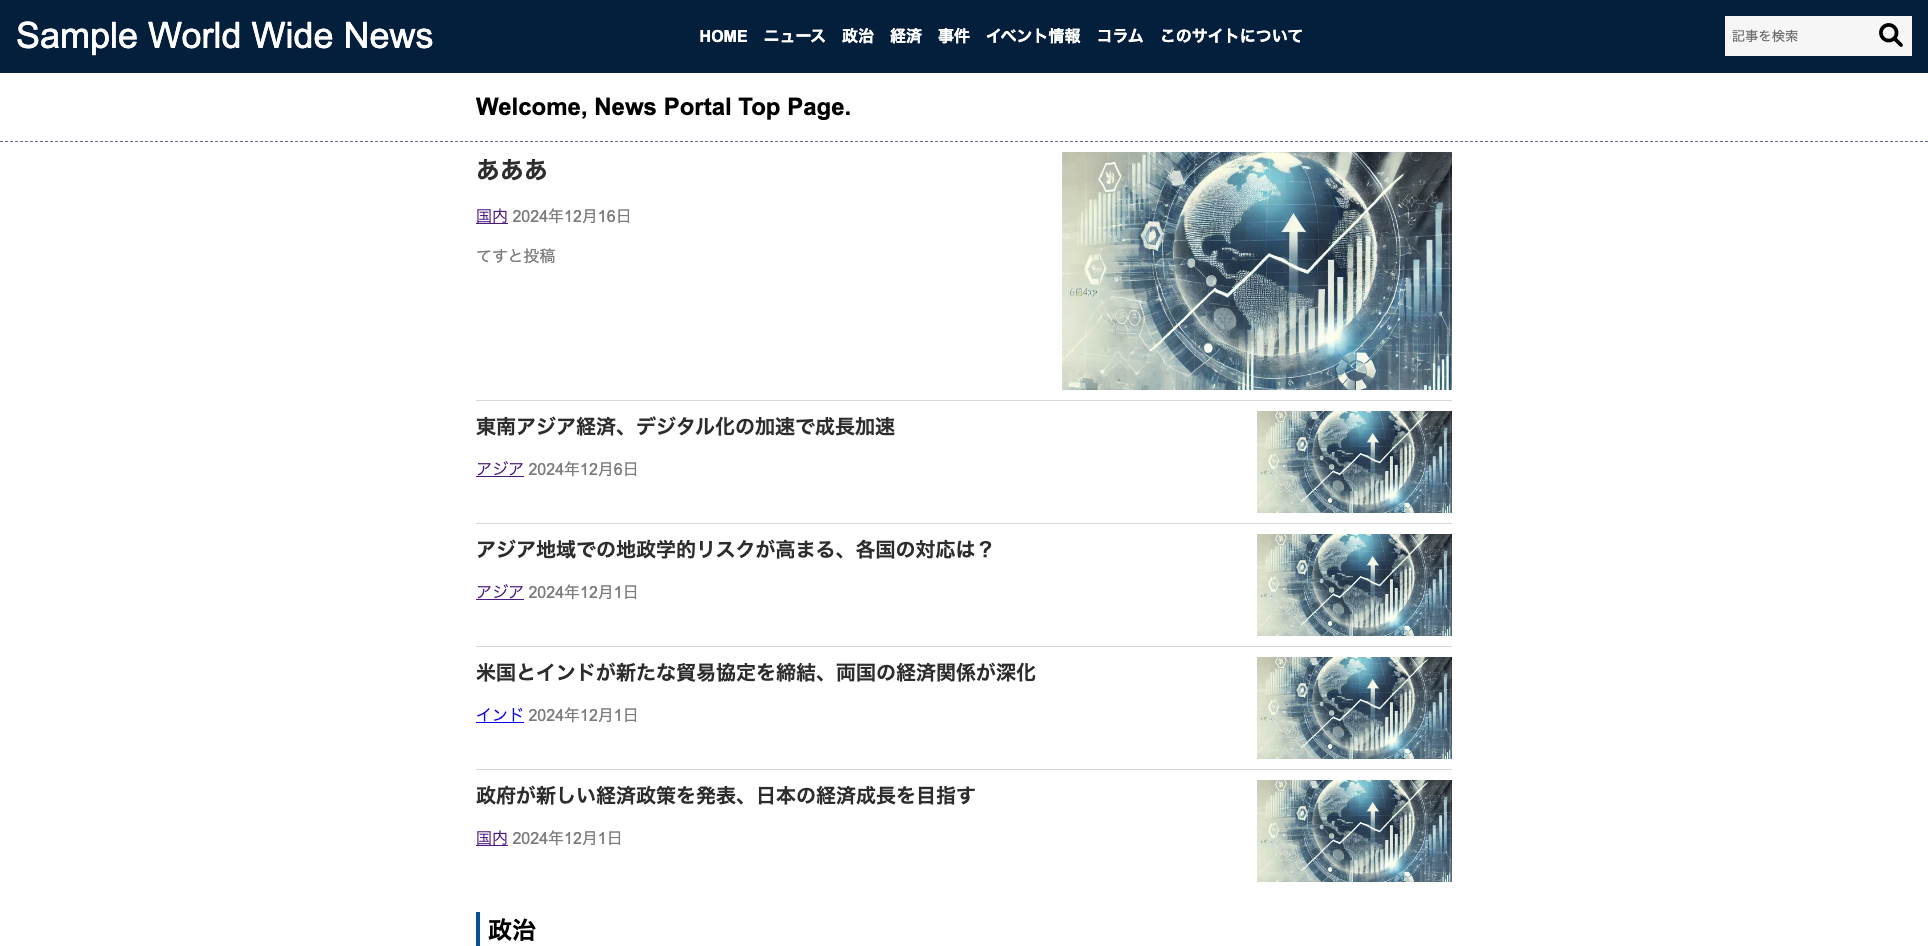 Sample World Wide News
HOME ニュース 政治 経済 事件 イベント情報 コラム このサイトについて
記事を検索
Welcome, News Portal Top Page.
あああ
国内 2024年12月16日
てすと投稿
東南アジア経済、デジタル化の加速で成長加速
アジア 2024年12月6日
アジア地域での地政学的リスクが高まる、各国の対応は？
アジア 2024年12月1日
米国とインドが新たな貿易協定を締結、両国の経済関係が深化
インド 2024年12月1日
政府が新しい経済政策を発表、日本の経済成長を目指す
国内 2024年12月1日
政治